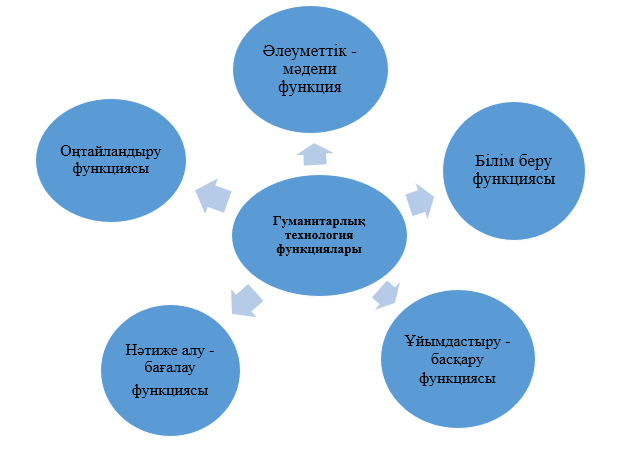 Әлеуметтік -
мәдени
функция
Оңтайландыру
функциясы
Білім беру
функциясы
Гуманитарлық
технология
функциялары
Нәтиже алу -
бағалау
функциясы
Ұйымдастыру -
басқару
функциясы